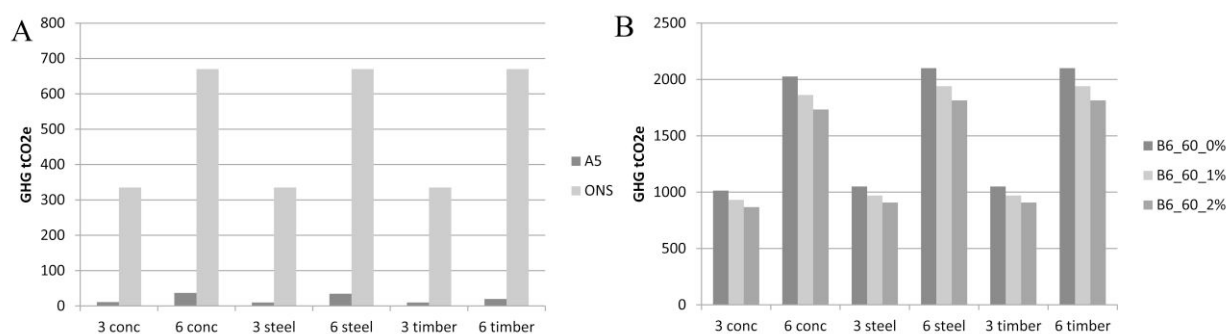 A
GHG tCO2e
800
700
600
500
400
300
200
100
0
3 conc 6 conc 3 steel 6 steel 3 timber 6 timber
A5
ONS
B
GHG tCO2e
2500
2000
1500
1000
500
0
3 conc 6 conc 3 steel 6 steel 3 timber 6 timber
B6_60_0%
B6_60_1%
B6_60_2%